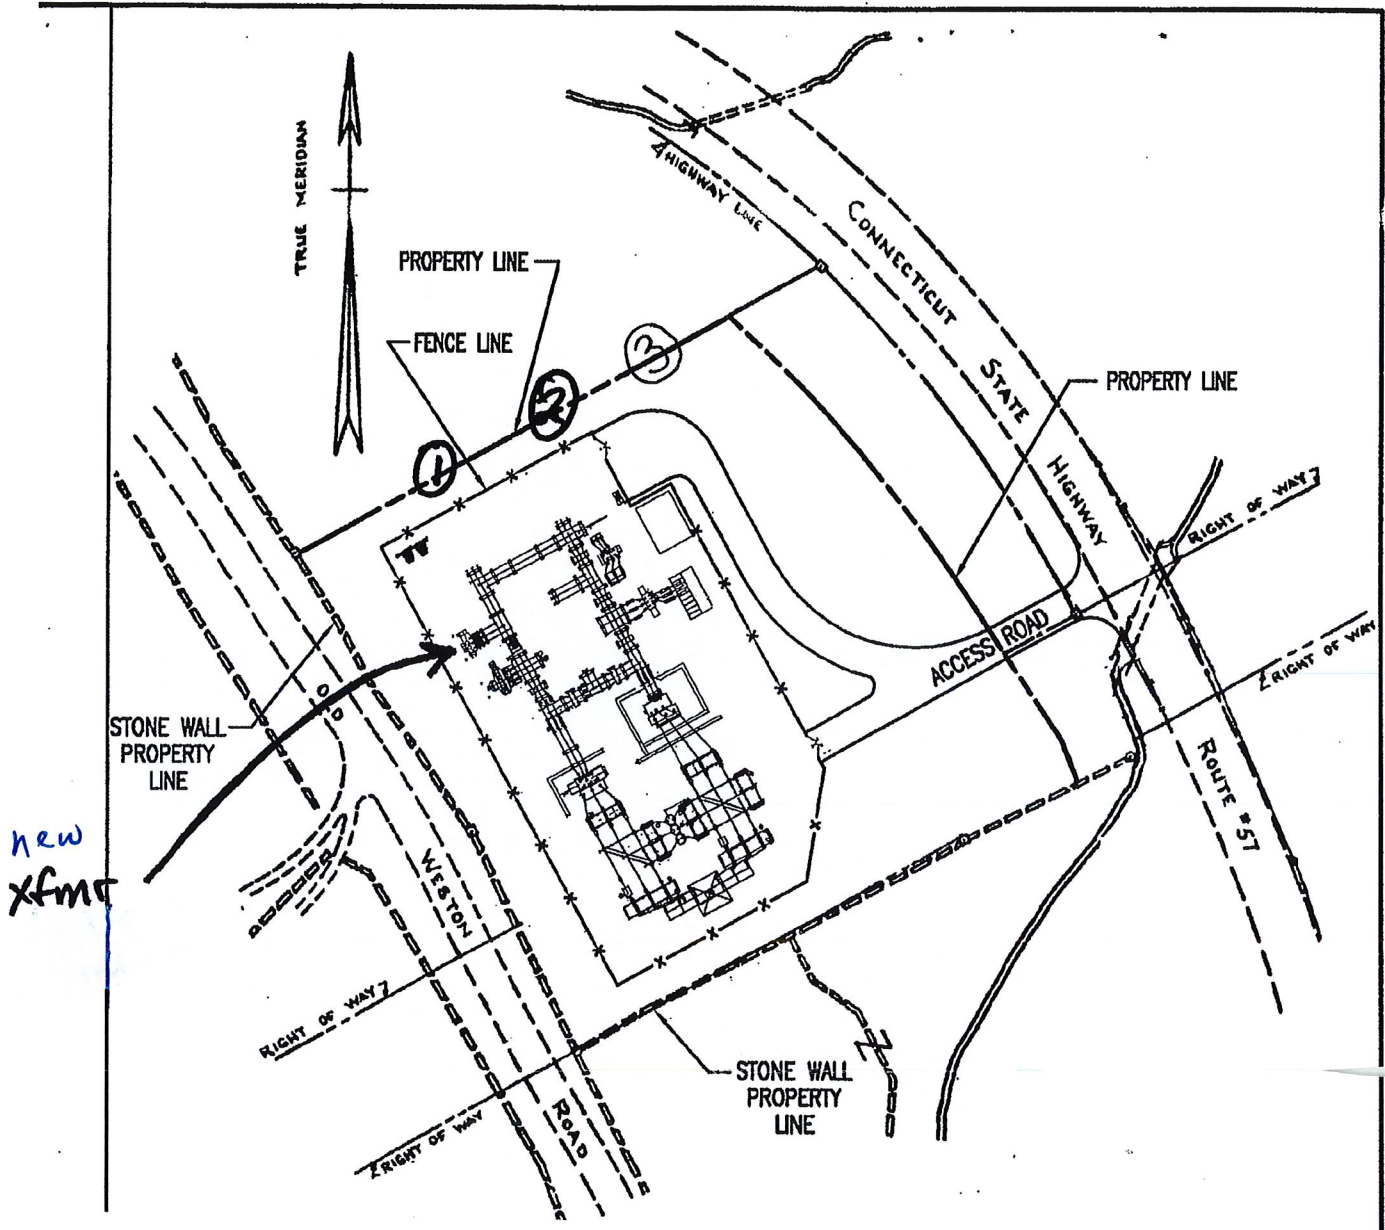 TRUE MERIDIAN
PROPERTY LINE
FENCE LINE
HIGHWAY LINE
CONNECTICUT STATE HIGHWAY
PROPERTY LINE
1
2
3
RIGHT OF WAY
ACCESS ROAD
RIGHT OF WAY
STONE WALL
PROPERTY
LINE
ROUTE #57
new
xfmr
WESTON ROAD
RIGHT OF WAY
RIGHT OF WAY
STONE WALL
PROPERTY
LINE